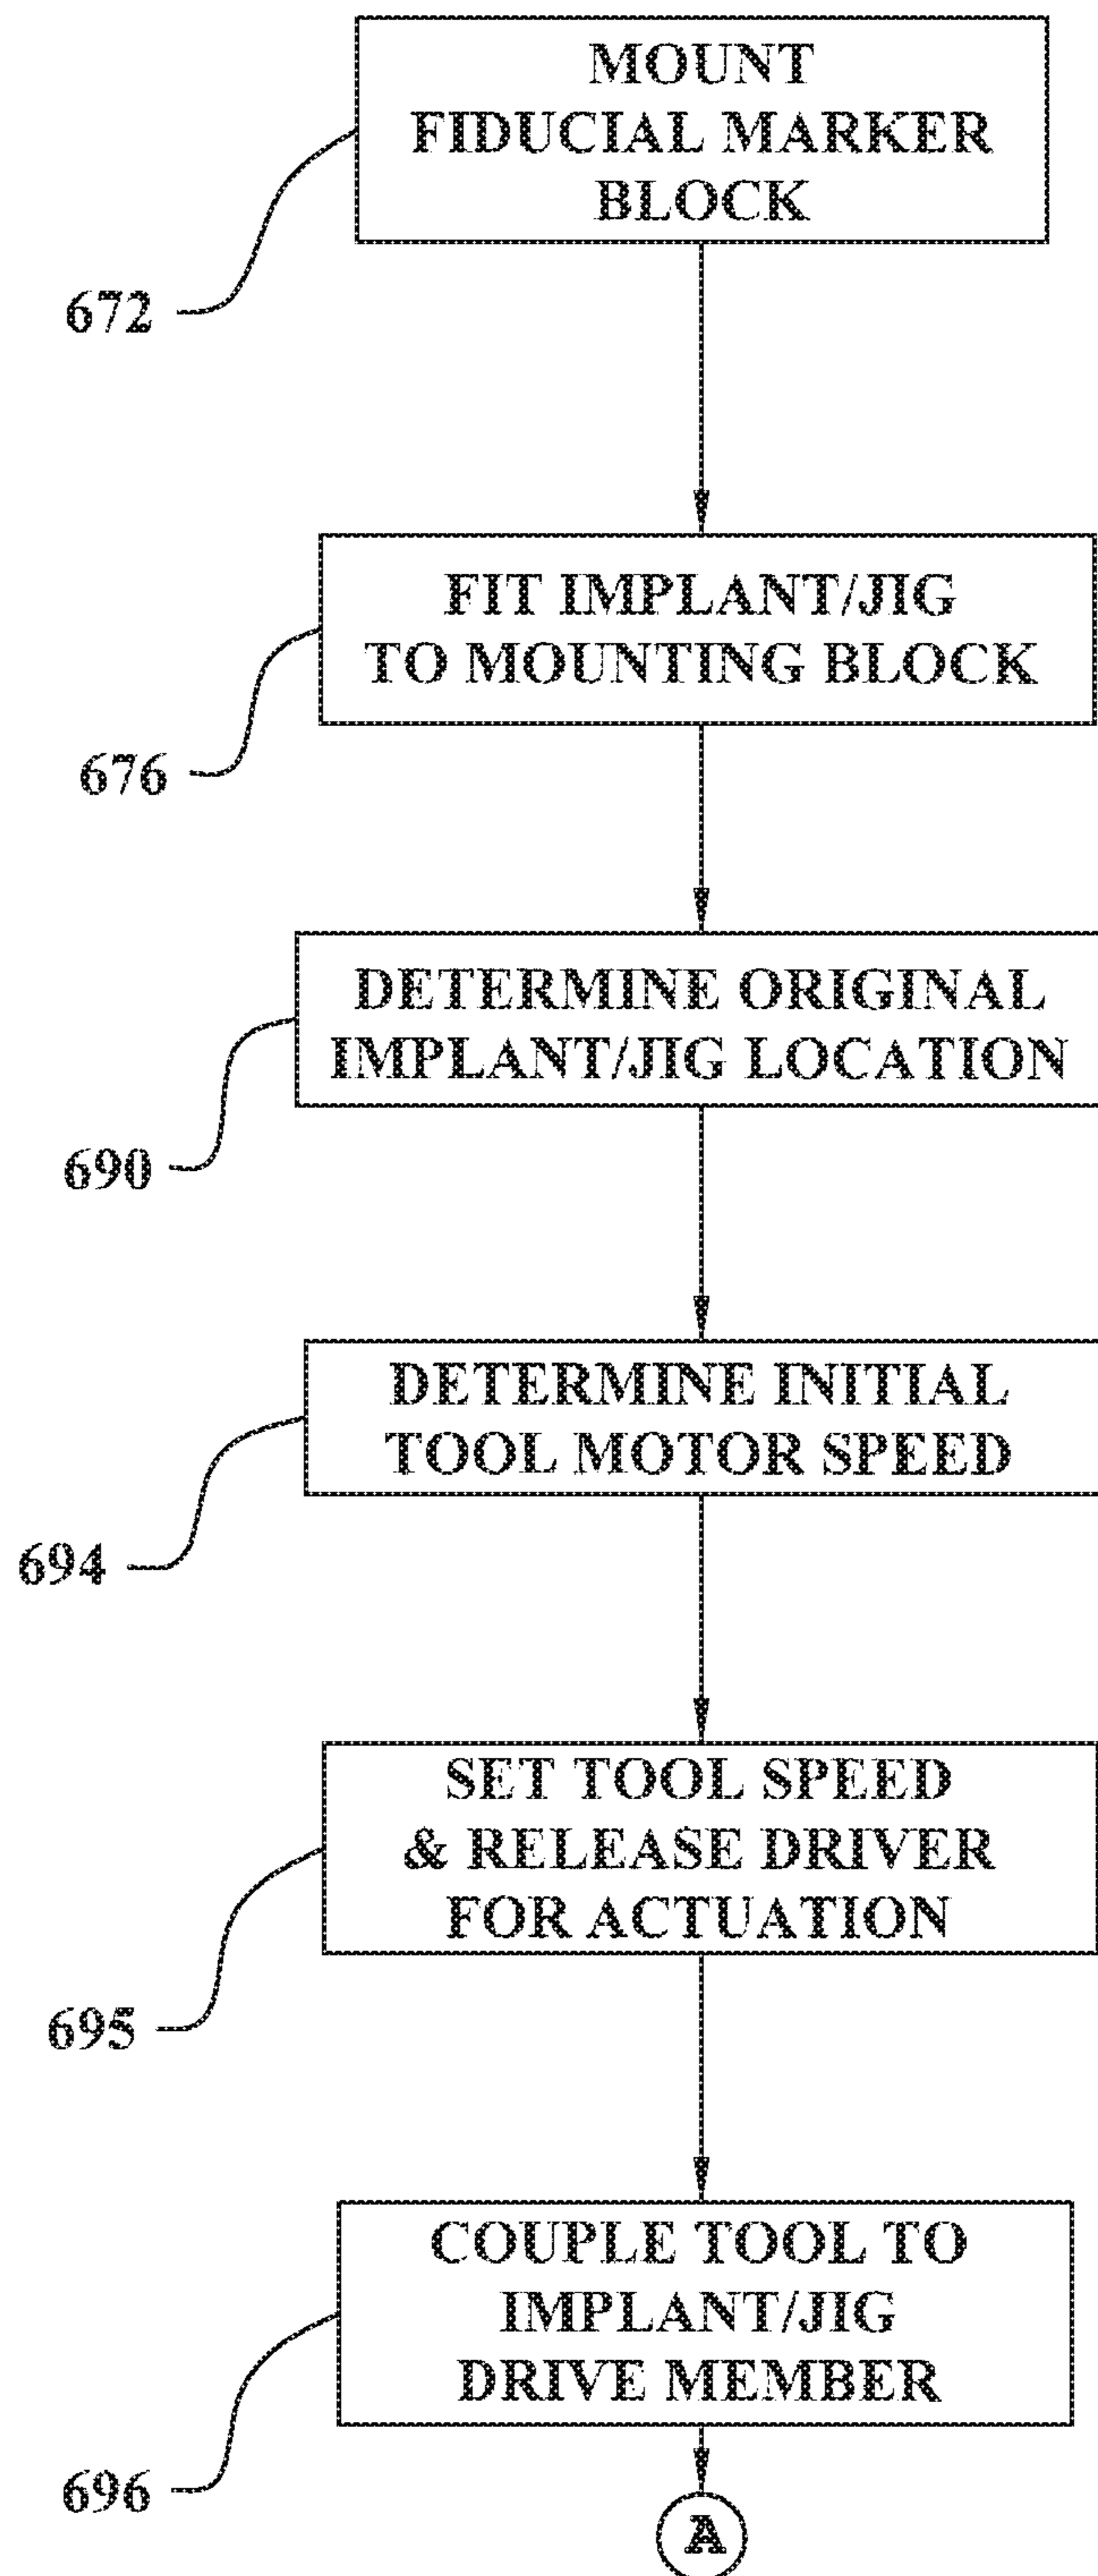 MOUNT
FIDUCIAL MARKER
BLOCK
672
FIT IMPLANT/JIG
TO MOUNTING BLOCK
676
DETERMINE ORIGINAL
IMPLANT/JIG LOCATION
690
DETERMINE INITIAL
TOOL MOTOR SPEED
694
SET TOOL SPEED
& RELEASE DRIVER
FOR ACTUATION
695
COUPLE TOOL TO
IMPLANT/JIG
DRIVE MEMBER
696
A